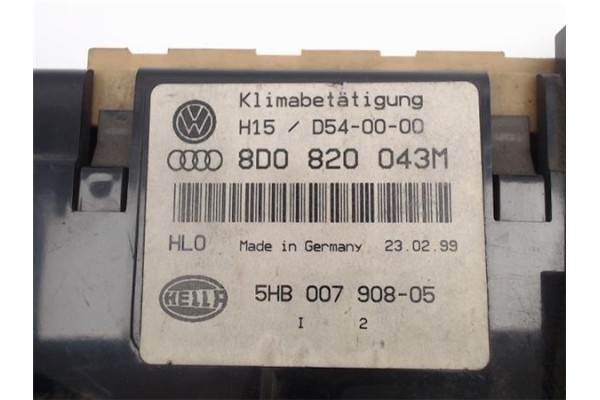 Klimabetätigung
H15 / D54-00-00
8D0 820 043M
HLO Made in Germany 23.02.99
HELLA 5HB 007 908-05
I 2